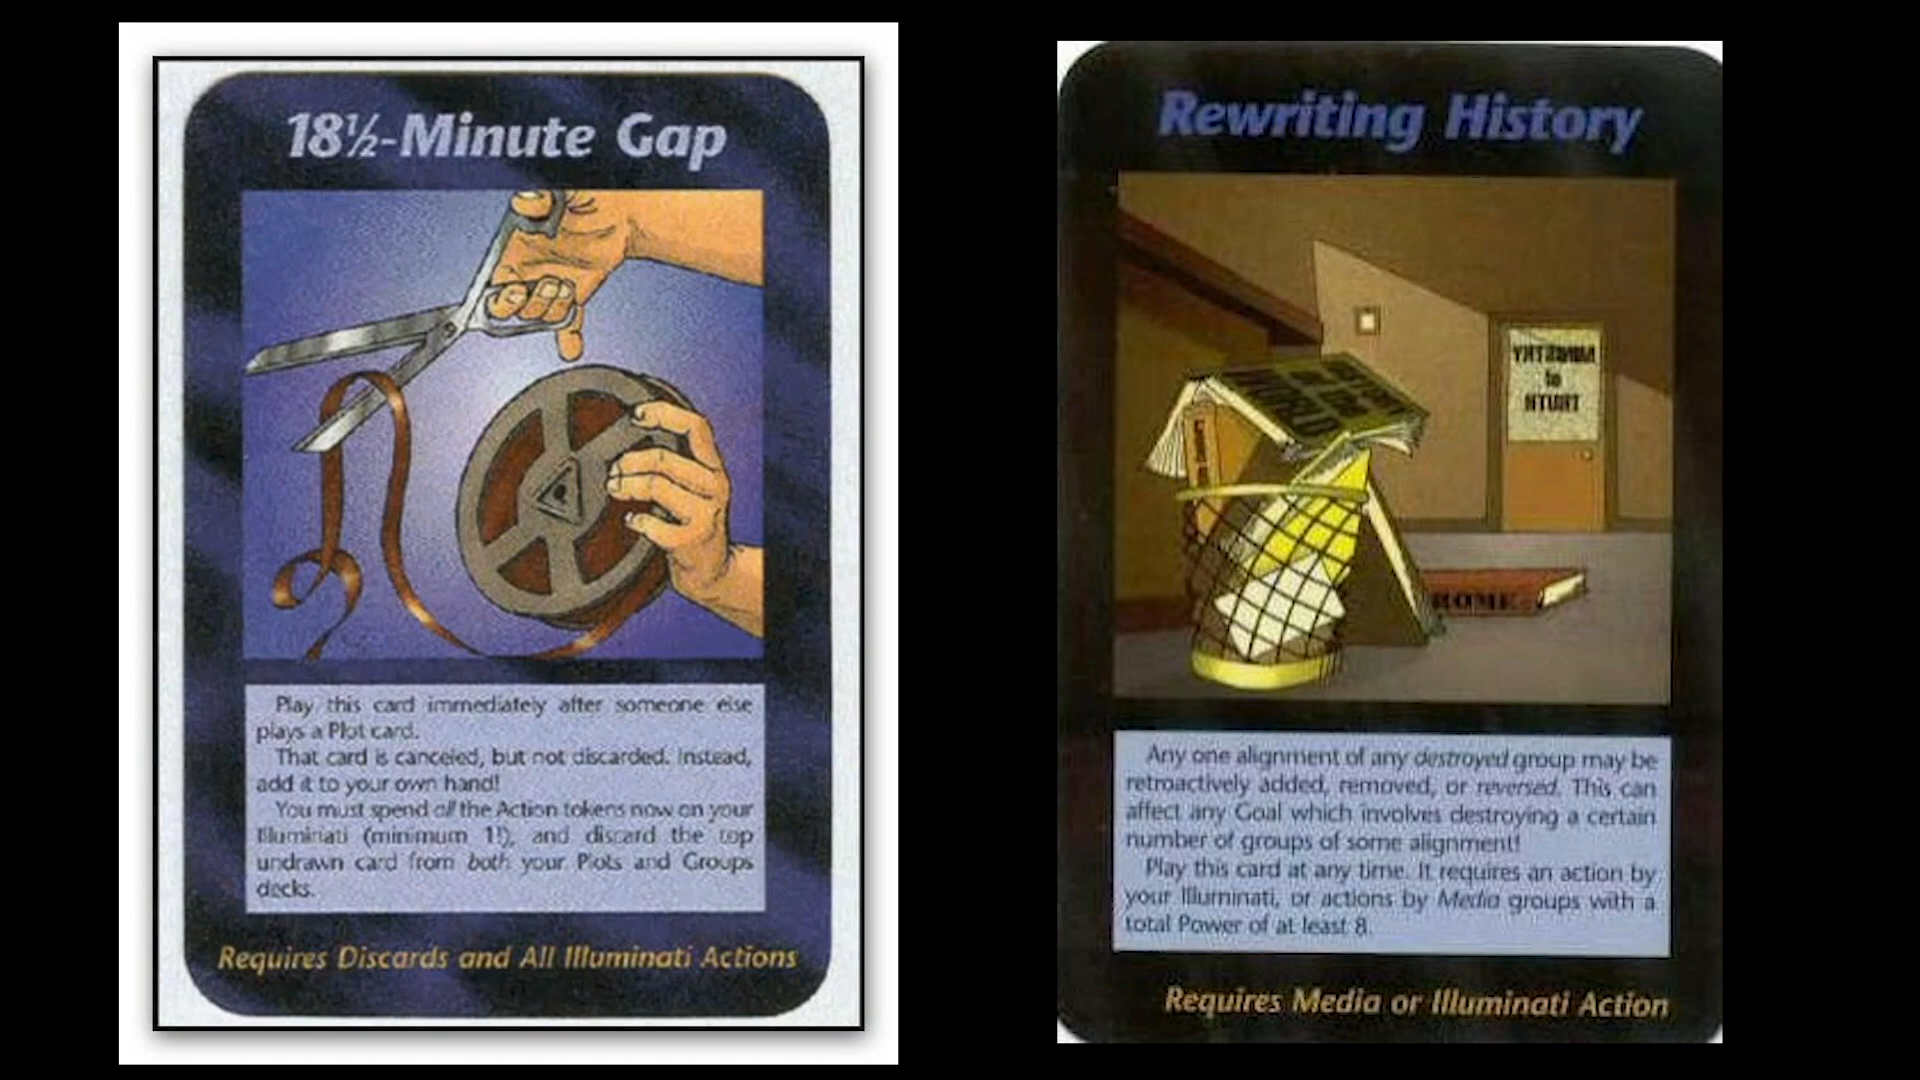 18½-Minute Gap
Play this card immediately after someone else
plays a Plot card.
That card is canceled, but not discarded. Instead,
add it to your own hand!
You must spend all the Action tokens now on your
Illuminati (minimum 1!), and discard the top
undrawn card from both your Plots and Groups
decks.
Requires Discards and All Illuminati Actions
Rewriting History
MINISTRY
of
TRUTH
WORLD
ROME
Any one alignment of any destroyed group may be
retroactively added, removed, or reversed. This can
affect any Goal which involves destroying a certain
number of groups of some alignment!
Play this card at any time. It requires an action by
your Illuminati, or actions by Media groups with a
total Power of at least 8.
Requires Media or Illuminati Action